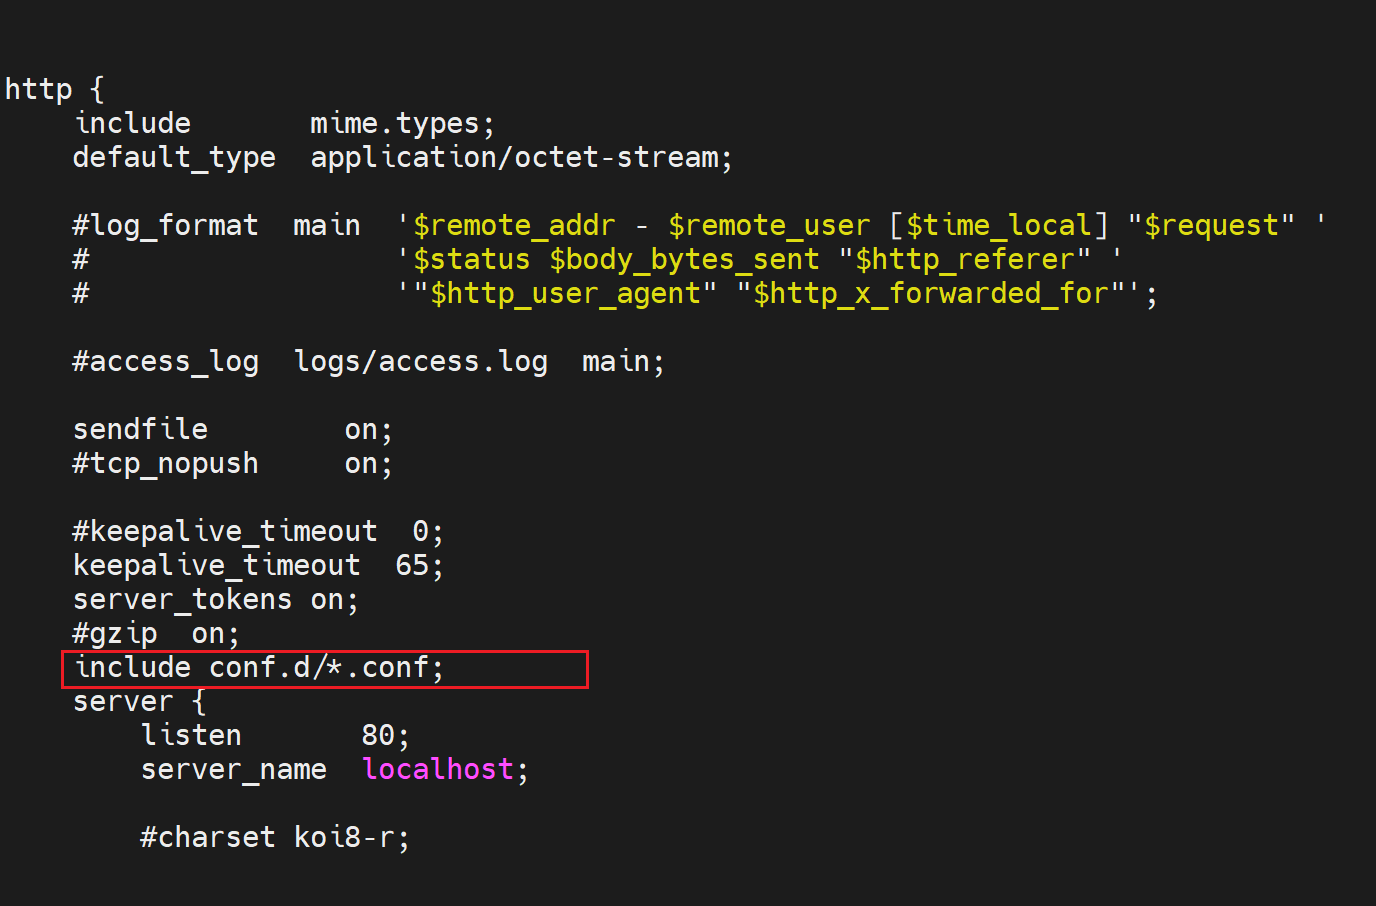 http {
    include       mime.types;
    default_type  application/octet-stream;

    #log_format  main  '$remote_addr - $remote_user [$time_local] "$request" '
    #                  '$status $body_bytes_sent "$http_referer" '
    #                  '"$http_user_agent" "$http_x_forwarded_for"';

    #access_log  logs/access.log  main;

    sendfile        on;
    #tcp_nopush     on;

    #keepalive_timeout  0;
    keepalive_timeout  65;
    server_tokens on;
    #gzip  on;
    include conf.d/*.conf;
    server {
        listen       80;
        server_name  localhost;

        #charset koi8-r;